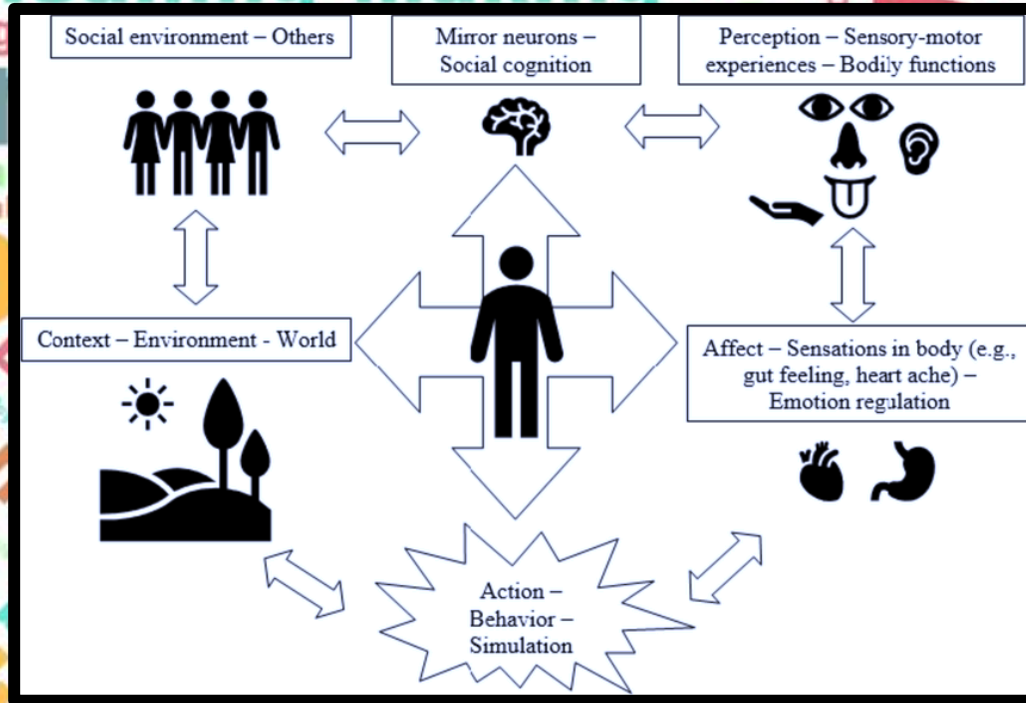 Social environment – Others
Mirror neurons –
Social cognition
Perception – Sensory-motor
experiences – Bodily functions
Context – Environment - World
Affect – Sensations in body (e.g.,
gut feeling, heart ache) –
Emotion regulation
Action –
Behavior –
Simulation